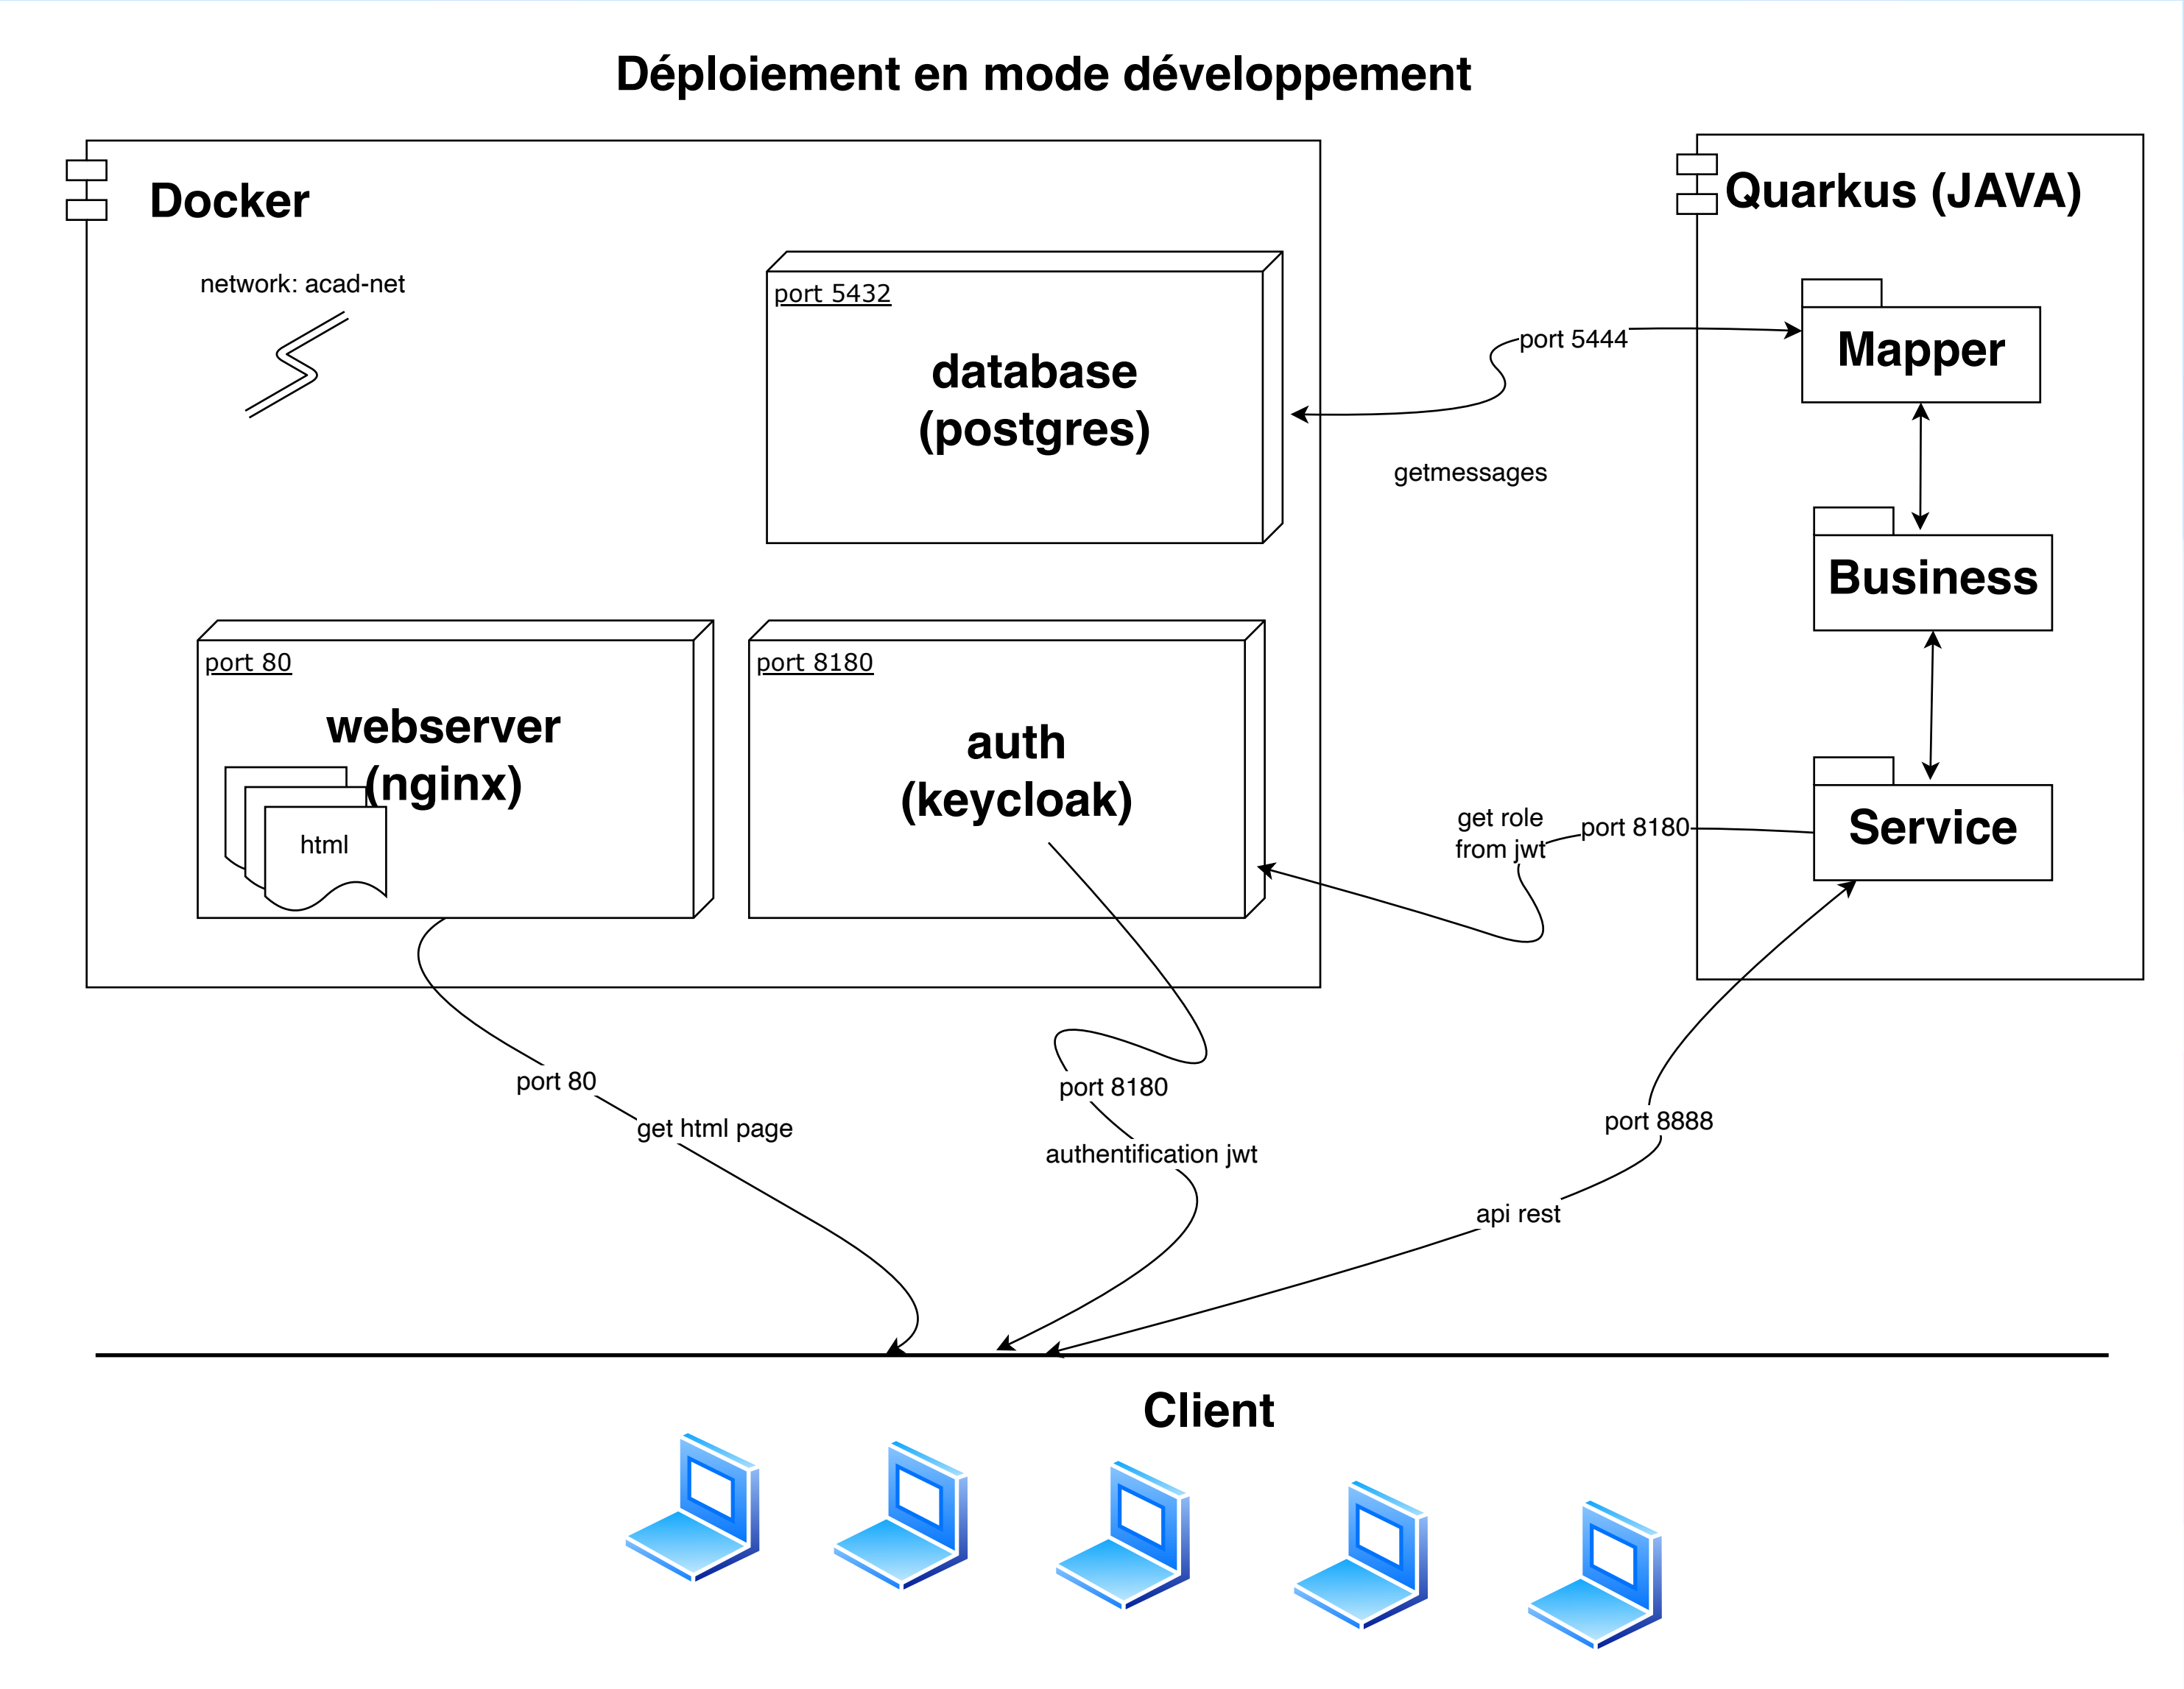 Déploiement en mode développement
Docker
network: acad-net
port 5432
database
(postgres)
port 80
webserver
(nginx)
html
port 8180
auth
(keycloak)
Quarkus (JAVA)
Mapper
Business
Service
port 5444
getmessages
get role
from jwt
port 8180
port 80
get html page
port 8180
authentification jwt
port 8888
api rest
Client